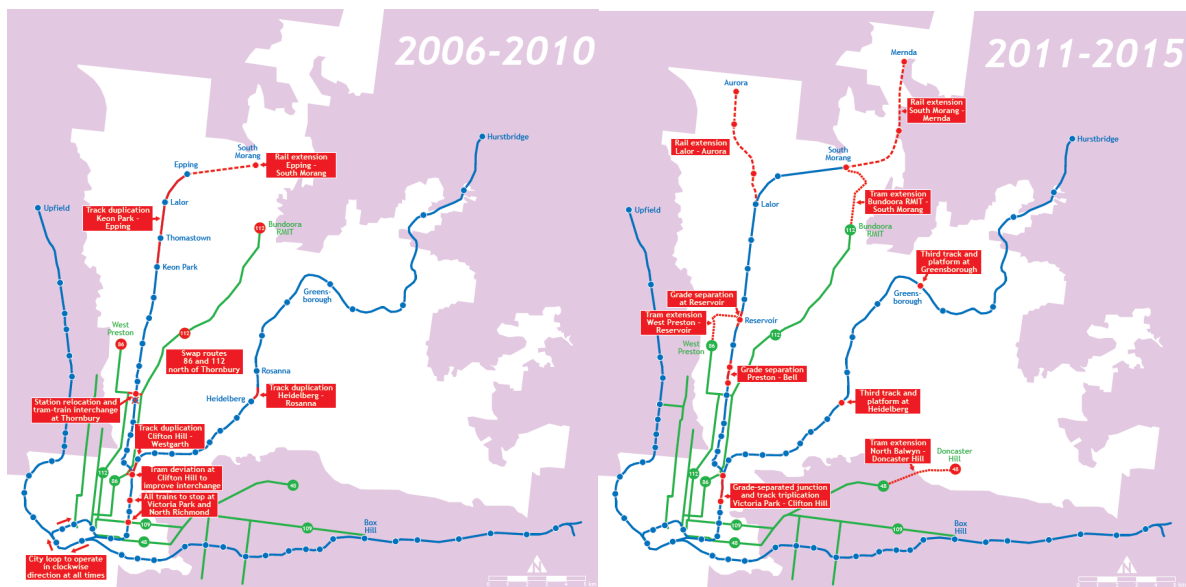 2006-2010
Hurstbridge
South
Morang
Epping
Rail extension
Epping -
South Morang
Lalor
Upfield
Track duplication
Keon Park -
Epping
112
Bundoora
RMIT
Thomastown
Keon Park
Greens-
borough
West
Preston
112
86
Swap routes
86 and 112
north of Thornbury
Rosanna
Track duplication
Heidelberg -
Rosanna
Heidelberg
Station relocation and
tram-train interchange
at Thornbury
Track duplication
Clifton Hill -
Westgarth
112
86
Tram deviation at
Clifton Hill to
improve interchange
48
All trains to stop at
Victoria Park and
North Richmond
109
109
Box
Hill
48
City loop to operate
in clockwise
direction at all times
N
2011-2015
Mernda
Aurora
Rail extension
South Morang -
Mernda
Hurstbridge
Rail extension
Lalor - Aurora
South
Morang
Tram extension
Bundoora RMIT -
South Morang
Lalor
Upfield
112
Bundoora
RMIT
Third track and
platform at
Greensborough
Greens-
borough
Grade separation
at Reservoir
Tram extension
West Preston -
Reservoir
Reservoir
112
West
Preston
86
Grade separation
Preston - Bell
Third track and
platform at
Heidelberg
Tram extension
North Balwyn -
Doncaster Hill
Doncaster
Hill
48
112
86
48
Grade-separated junction
and track triplication
Victoria Park - Clifton Hill
109
109
Box
Hill
48
N